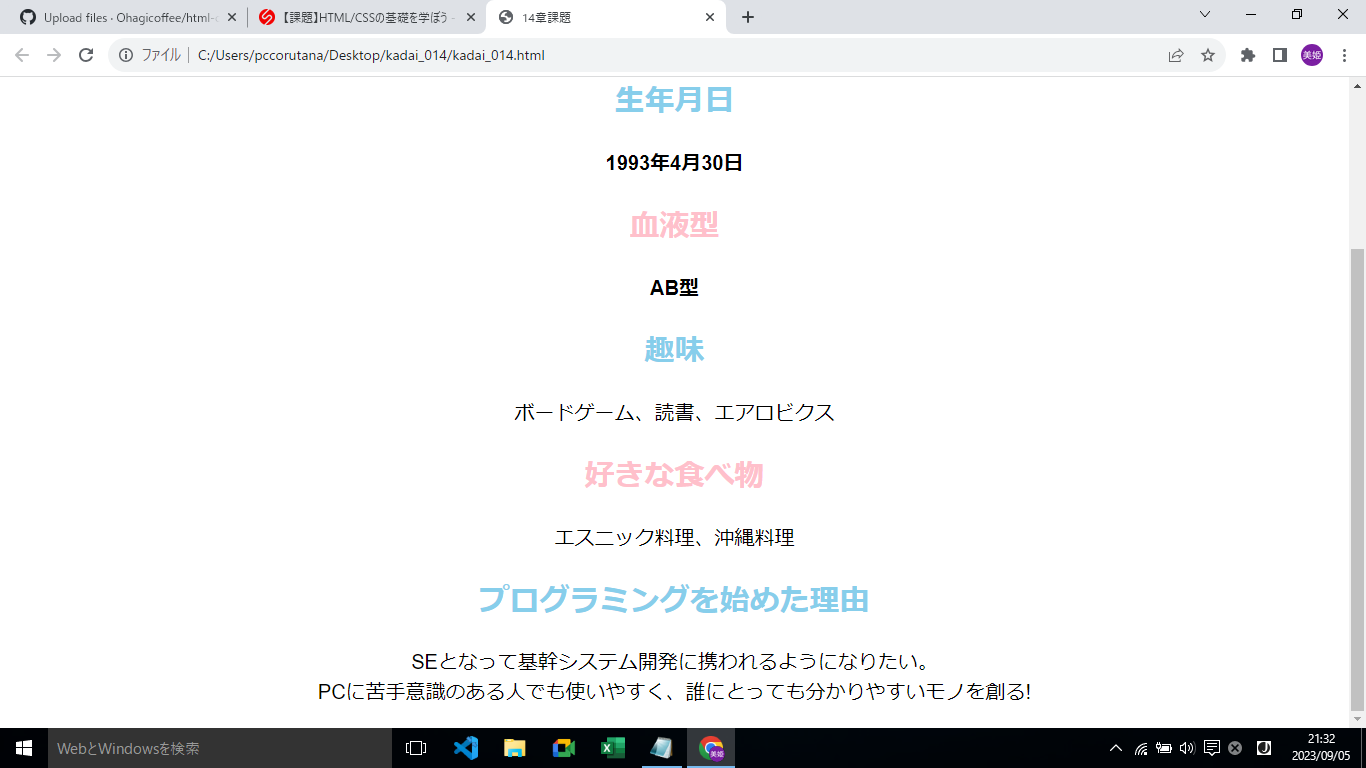 Upload files · Ohagicoffee/html-
【課題】HTML/CSSの基礎を学ぼう -
14章課題
ファイル
C:/Users/pccorutana/Desktop/kadai_014/kadai_014.html
美姫
生年月日
1993年4月30日
血液型
AB型
趣味
ボードゲーム、読書、エアロビクス
好きな食べ物
エスニック料理、沖縄料理
プログラミングを始めた理由
SEとなって基幹システム開発に携われるようになりたい。
PCに苦手意識のある人でも使いやすく、誰にとっても分かりやすいモノを創る!
WebとWindowsを検索
美姫
21:32
2023/09/05